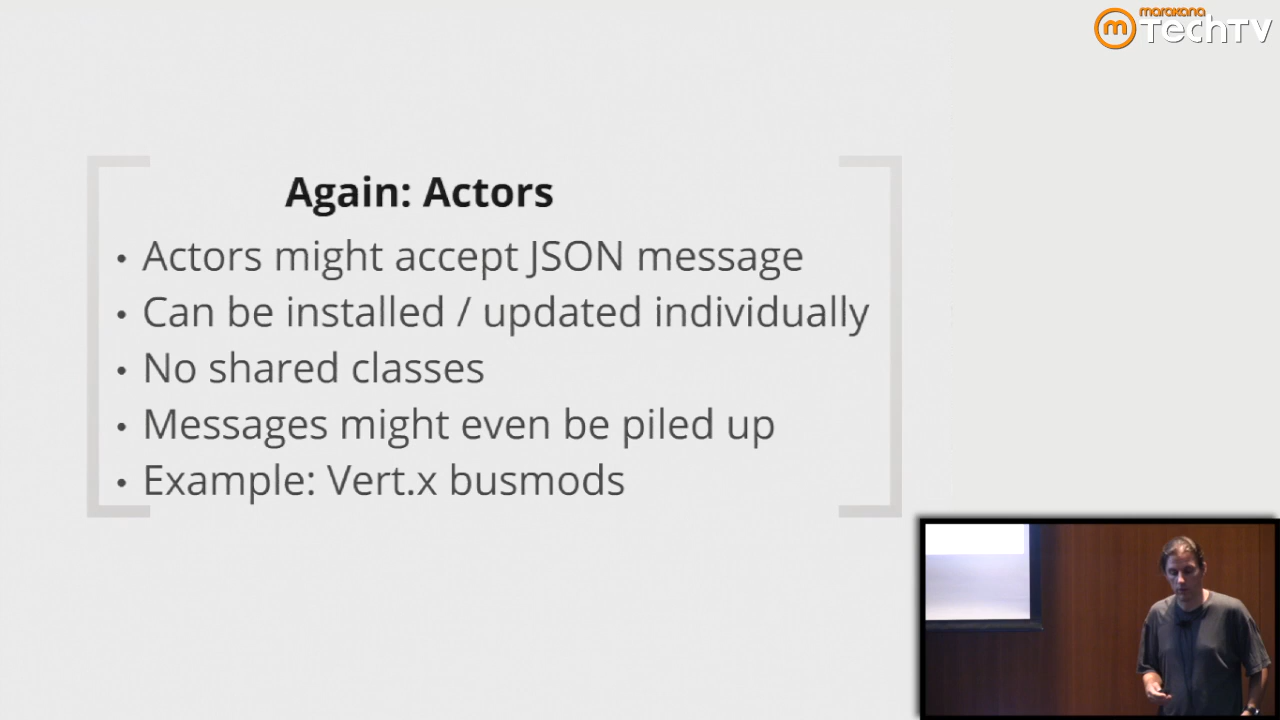 marakana
TechTV
Again: Actors
• Actors might accept JSON message
• Can be installed / updated individually
• No shared classes
• Messages might even be piled up
• Example: Vert.x busmods